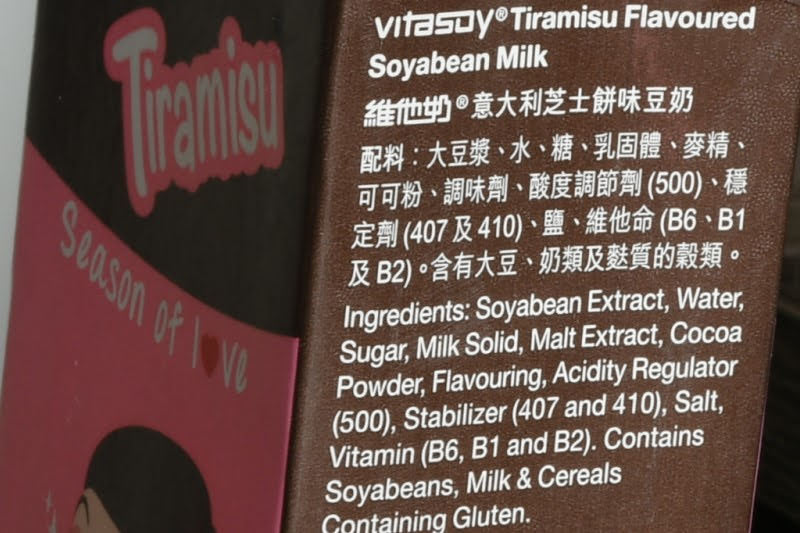 Tiramisu
Season of l♥ve
vitasoy® Tiramisu Flavoured
Soyabean Milk
維他奶®意大利芝士餅味豆奶
配料：大豆漿、水、糖、乳固體、麥精、
可可粉、調味劑、酸度調節劑 (500)、穩
定劑 (407 及 410)、鹽、維他命 (B6、B1
及 B2)。含有大豆、奶類及麩質的穀類。
Ingredients: Soyabean Extract, Water,
Sugar, Milk Solid, Malt Extract, Cocoa
Powder, Flavouring, Acidity Regulator
(500), Stabilizer (407 and 410), Salt,
Vitamin (B6, B1 and B2). Contains
Soyabeans, Milk & Cereals
Containing Gluten.